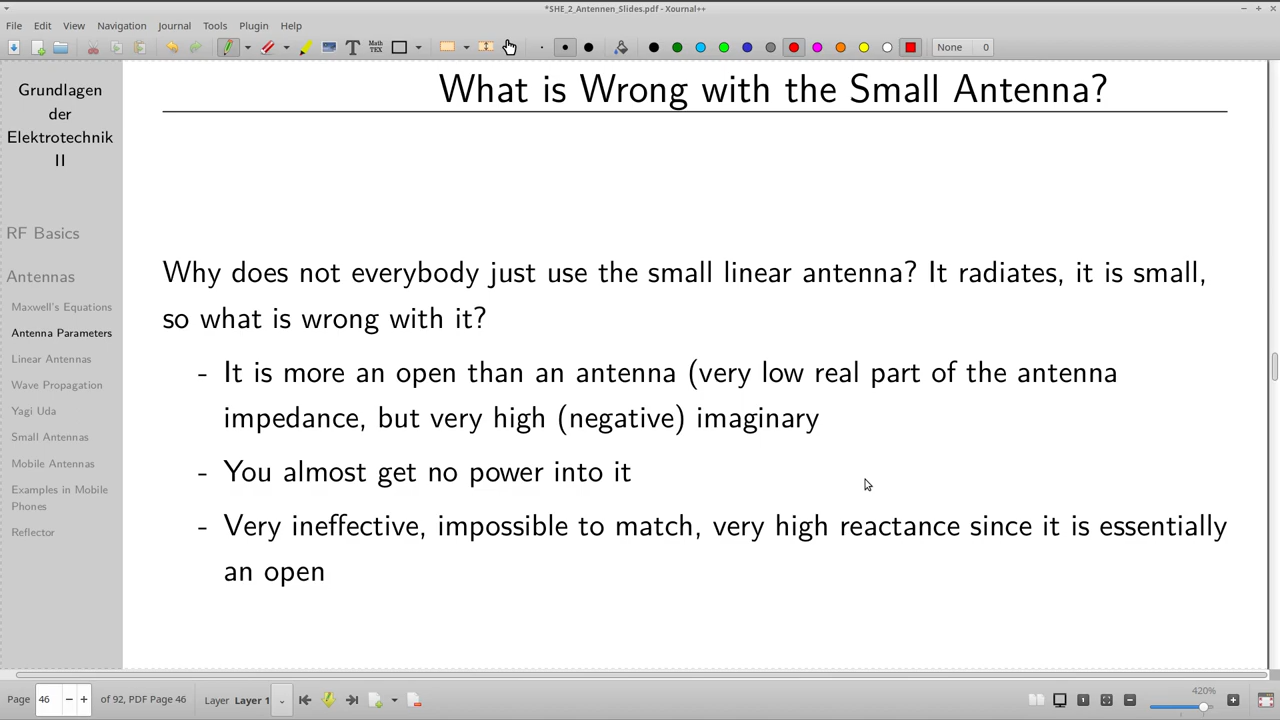 *SHE_2_Antennen_Slides.pdf - Xournal++
File Edit View Navigation Journal Tools Plugin Help
T Math TEX None 0
Grundlagen
der
Elektrotechnik
II
RF Basics
Antennas
Maxwell's Equations
Antenna Parameters
Linear Antennas
Wave Propagation
Yagi Uda
Small Antennas
Mobile Antennas
Examples in Mobile
Phones
Reflector
What is Wrong with the Small Antenna?
Why does not everybody just use the small linear antenna? It radiates, it is small,
so what is wrong with it?
- It is more an open than an antenna (very low real part of the antenna
impedance, but very high (negative) imaginary
- You almost get no power into it
- Very ineffective, impossible to match, very high reactance since it is essentially
an open
Page 46 of 92, PDF Page 46 Layer Layer 1 420%